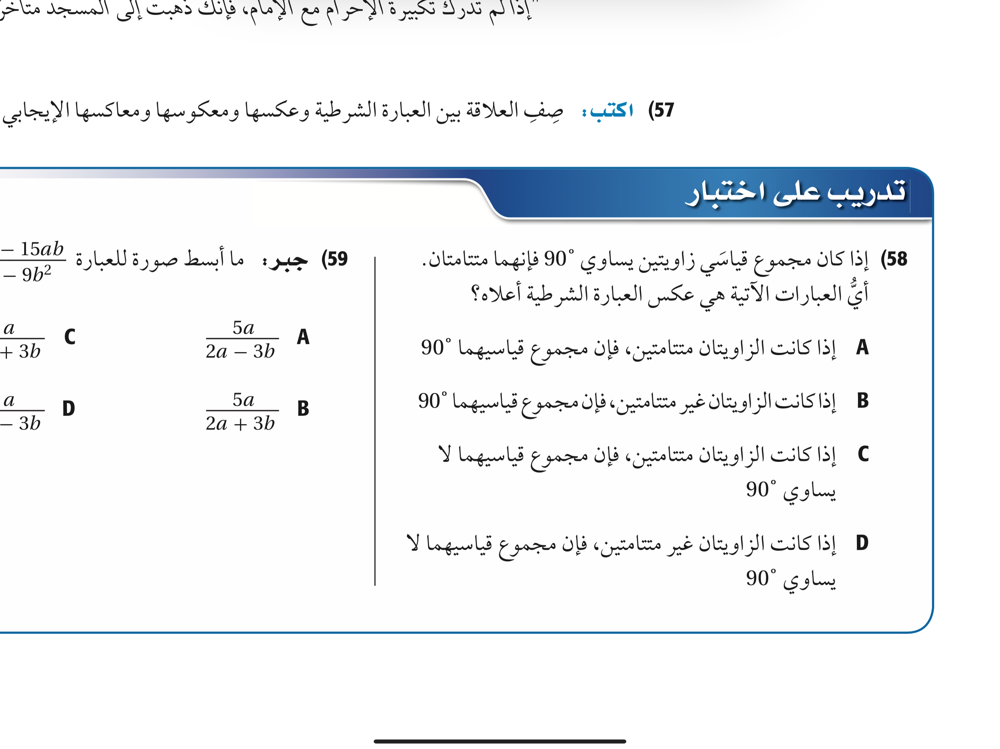 "إذا لم تدرك تكبيرة الإحرام مع الإمام، فإنك ذهبت إلى المسجد
57) اكتب: صِفِ العلاقة بين العبارة الشرطية وعكسها ومعكوسها ومعاكسها الإيجابي
تدريب على اختبار
58) إذا كان مجموع قياسَي زاويتين يساوي 90° فإنهما متتامتان.
أيٌّ العبارات الآتية هي عكس العبارة الشرطية أعلاه؟
A إذا كانت الزاويتان متتامتين، فإن مجموع قياسيهما 90°
B إذا كانت الزاويتان غير متتامتين، فإن مجموع قياسيهما 90°
C إذا كانت الزاويتان متتامتين، فإن مجموع قياسيهما لا
يساوي 90°
D إذا كانت الزاويتان غير متتامتين، فإن مجموع قياسيهما لا
يساوي 90°
59) جبر: ما أبسط صورة للعبارة
− 15ab
− 9b²
A 5a
2a − 3b
C a
+ 3b
B 5a
2a + 3b
D a
− 3b